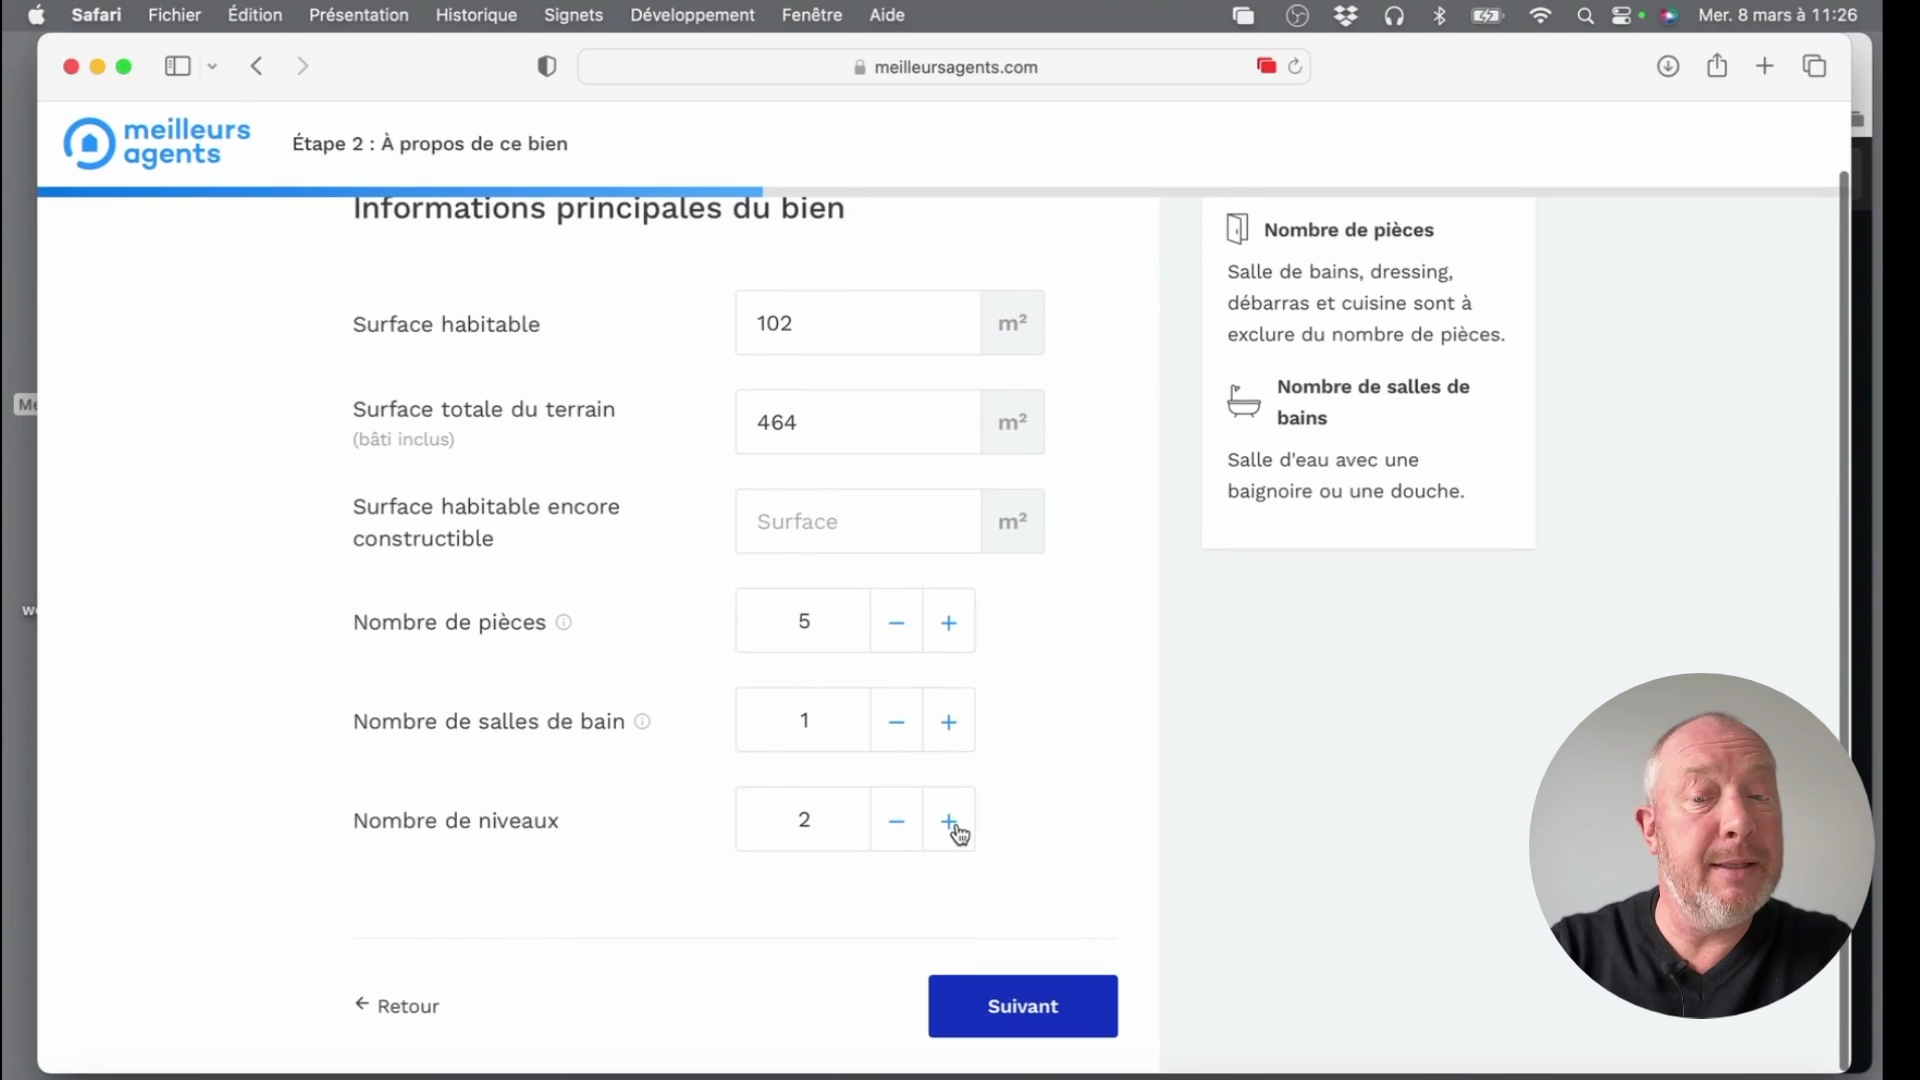 Safari Fichier Édition Présentation Historique Signets Développement Fenêtre Aide Mer. 8 mars à 11:26
meilleursagents.com
meilleurs
agents
Étape 2 : À propos de ce bien
Informations principales du bien
Surface habitable
102 m²
Surface totale du terrain
(bâti inclus)
464 m²
Surface habitable encore
constructible
Surface m²
Nombre de pièces
5 − +
Nombre de salles de bain
1 − +
Nombre de niveaux
2 − +
← Retour
Suivant
Nombre de pièces
Salle de bains, dressing,
débarras et cuisine sont à
exclure du nombre de pièces.
Nombre de salles de
bains
Salle d'eau avec une
baignoire ou une douche.